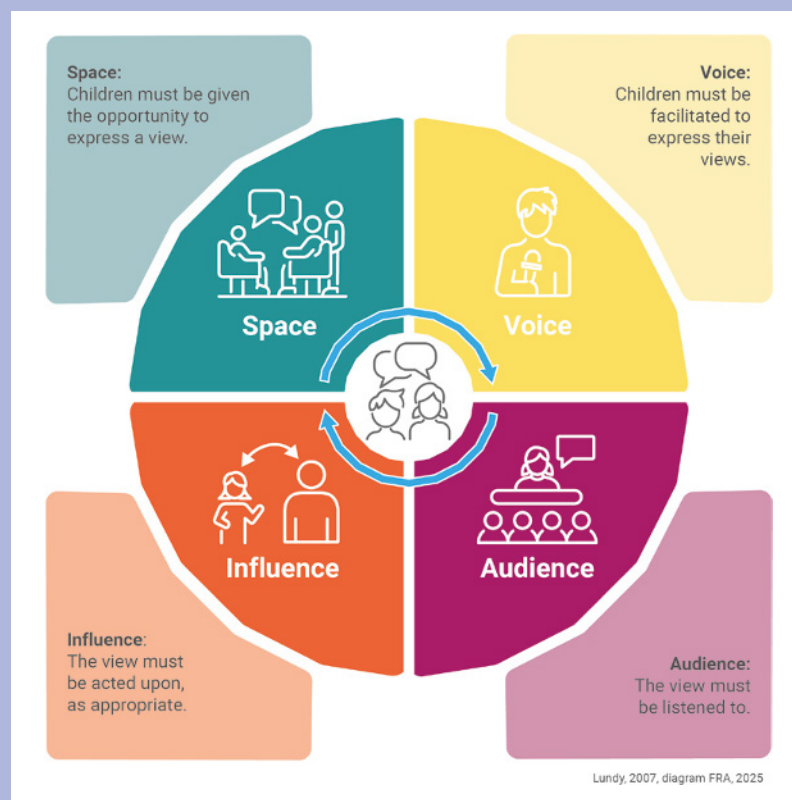 Space:
Children must be given
the opportunity to
express a view.
Voice:
Children must be
facilitated to
express their
views.
Space
Voice
Influence
Audience
Influence:
The view must
be acted upon,
as appropriate.
Audience:
The view must
be listened to.
Lundy, 2007, diagram FRA, 2025